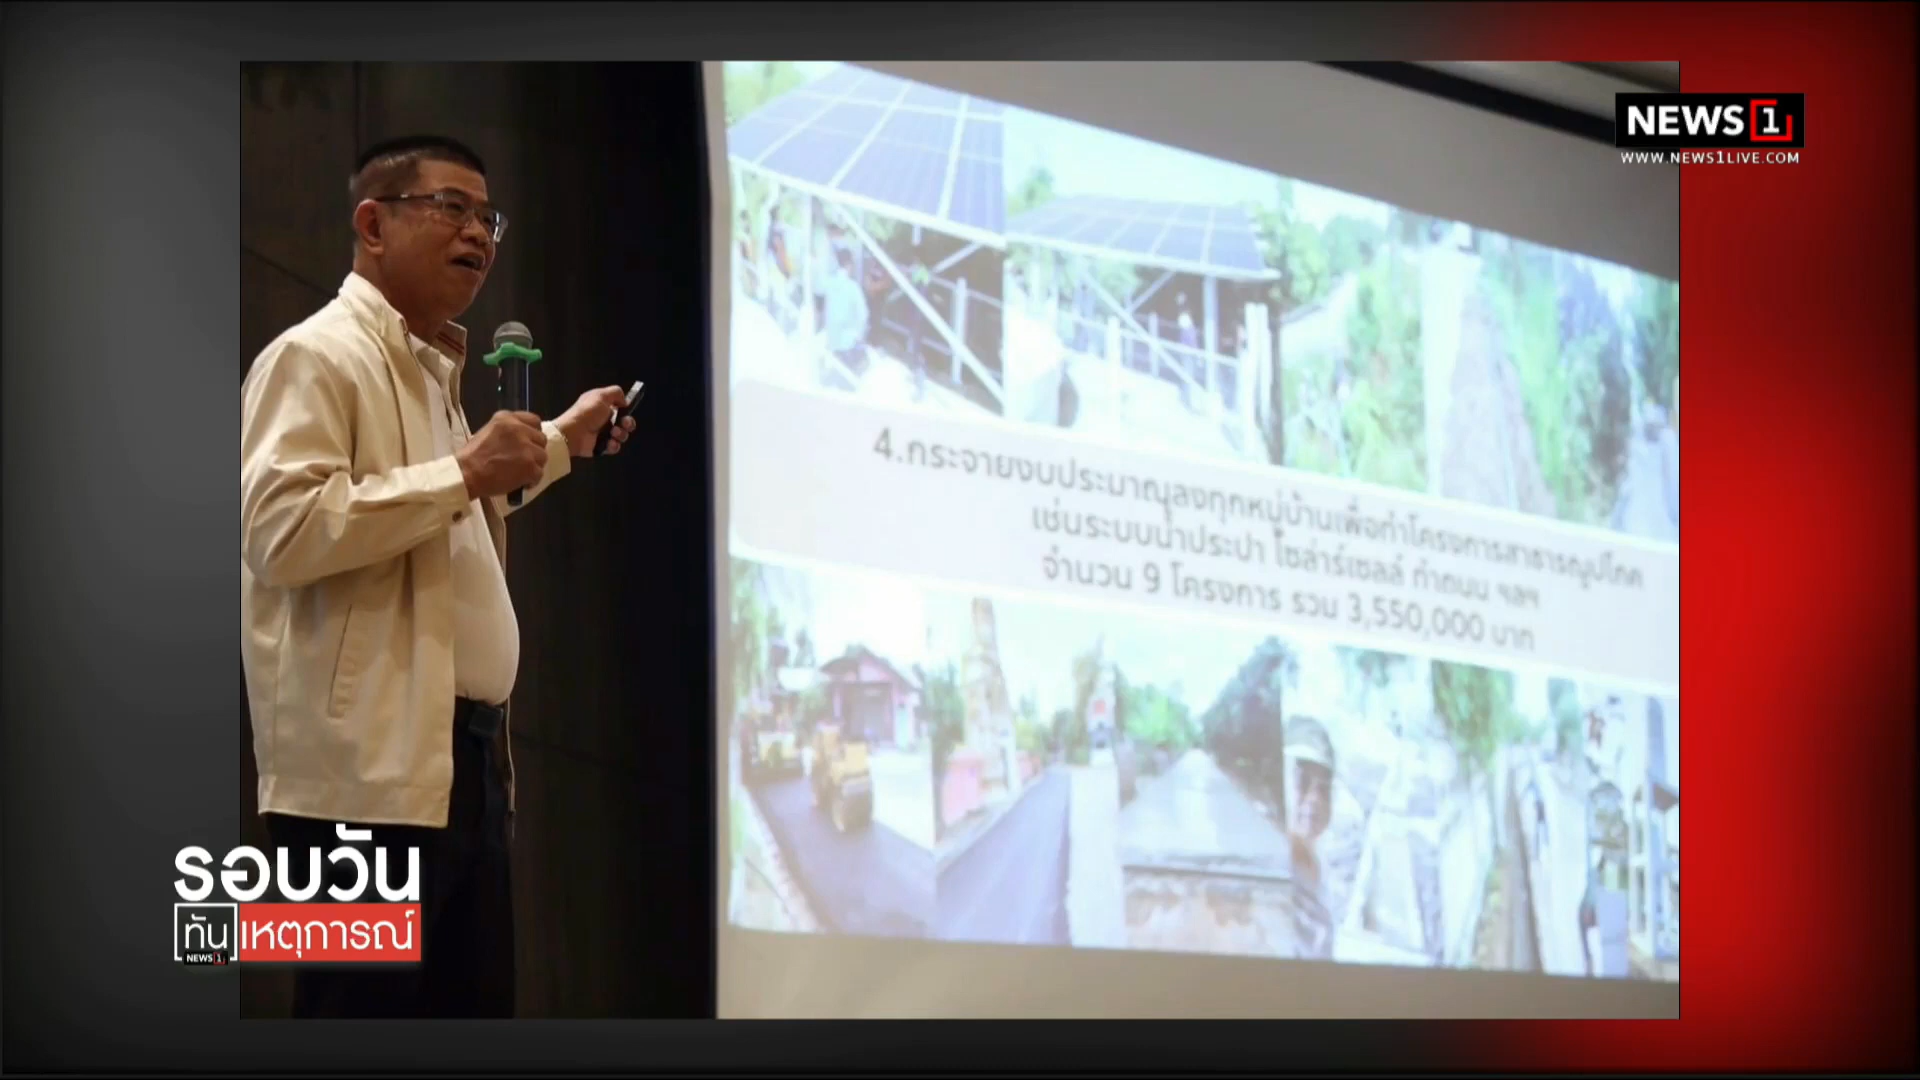 NEWS 1
WWW.NEWS1LIVE.COM
4.กระจายงบประมาณลงทุกหมู่บ้านเพื่อทำโครงการสาธารณูปโภค
เช่นระบบน้ำประปา โซล่าร์เซลล์ ทำถนน ฯลฯ
จำนวน 9 โครงการ รวม 3,550,000 บาท
รอบวัน
ทัน เหตุการณ์
NEWS 1